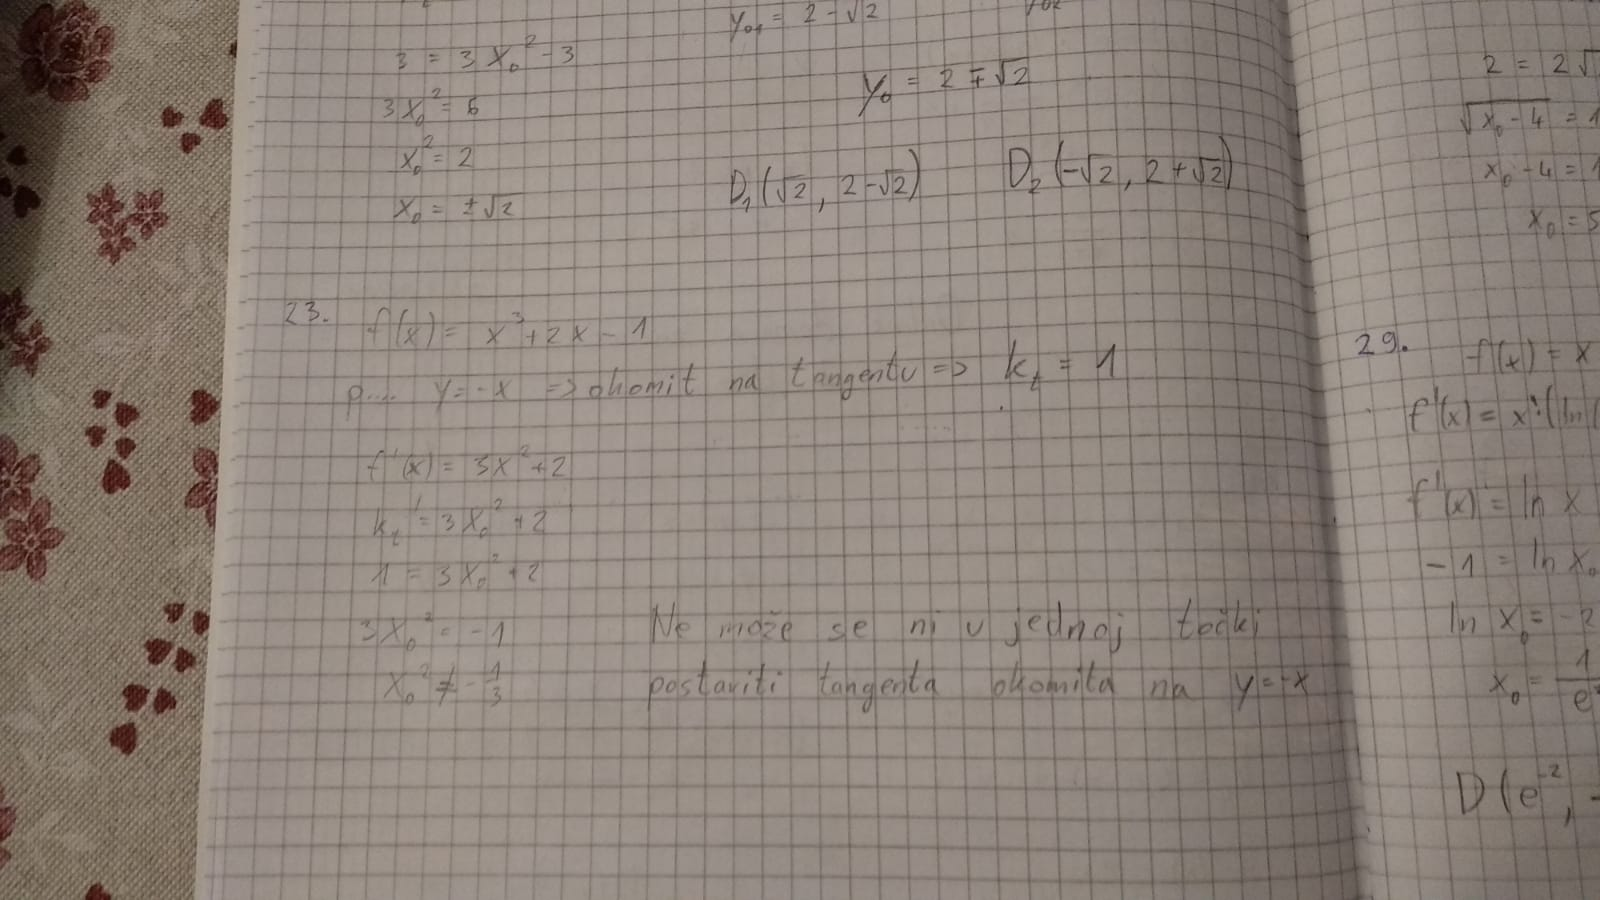 y₀₁ = 2 - √2
3 = 3x₀² - 3
3x₀² = 6
x₀² = 2
x₀ = ±√2
y₀ = 2 ∓ √2
D₁(√2, 2-√2) D₂(-√2, 2+√2)
23. f(x) = x³ + 2x - 1
p.... y = -x => okomit na tangentu => kₜ = 1
f'(x) = 3x² + 2
kₜ' = 3x₀² + 2
1 = 3x₀² + 2
3x₀² = -1
x₀² ≠ -1/3
Ne može se ni u jednoj točki
postaviti tangenta okomita na y = -x
2 = 2√
√(x₀-4) = 1
x₀ - 4 = 1
x₀ = 5
29. f(x) = x
f'(x) = x'·(ln
f'(x) = ln x
-1 = ln x₀
ln x₀ = -2
x₀ = 1/e²
D(e⁻²,